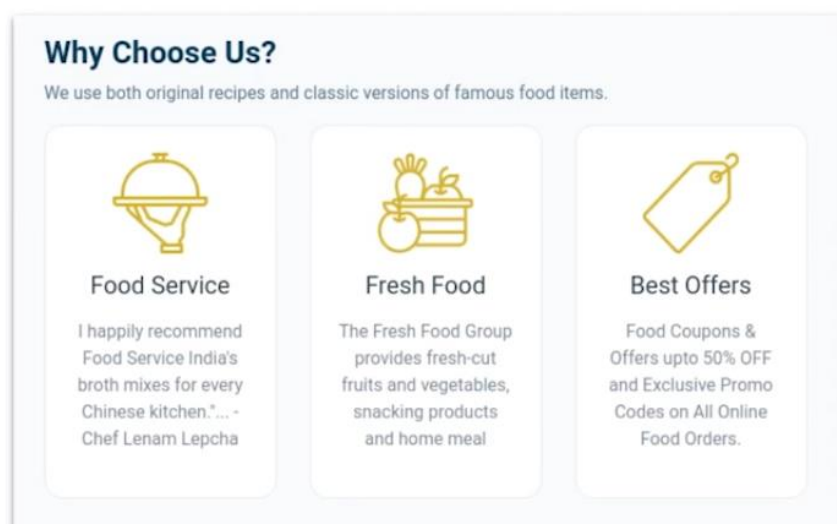 Why Choose Us?
We use both original recipes and classic versions of famous food items.
Food Service
I happily recommend
Food Service India's
broth mixes for every
Chinese kitchen."... -
Chef Lenam Lepcha
Fresh Food
The Fresh Food Group
provides fresh-cut
fruits and vegetables,
snacking products
and home meal
Best Offers
Food Coupons &
Offers upto 50% OFF
and Exclusive Promo
Codes on All Online
Food Orders.